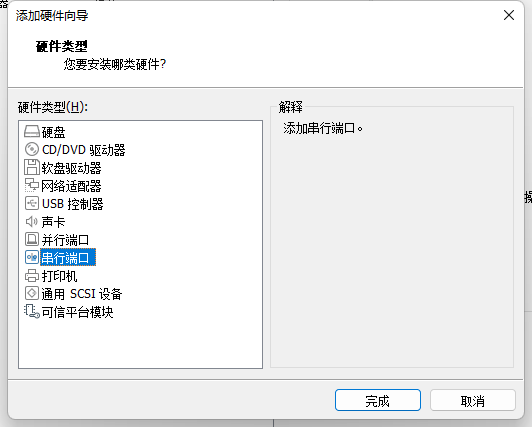 添加硬件向导
硬件类型
您要安装哪类硬件?
硬件类型(H):
硬盘
CD/DVD 驱动器
软盘驱动器
网络适配器
USB 控制器
声卡
并行端口
串行端口
打印机
通用 SCSI 设备
可信平台模块
解释
添加串行端口。
完成
取消